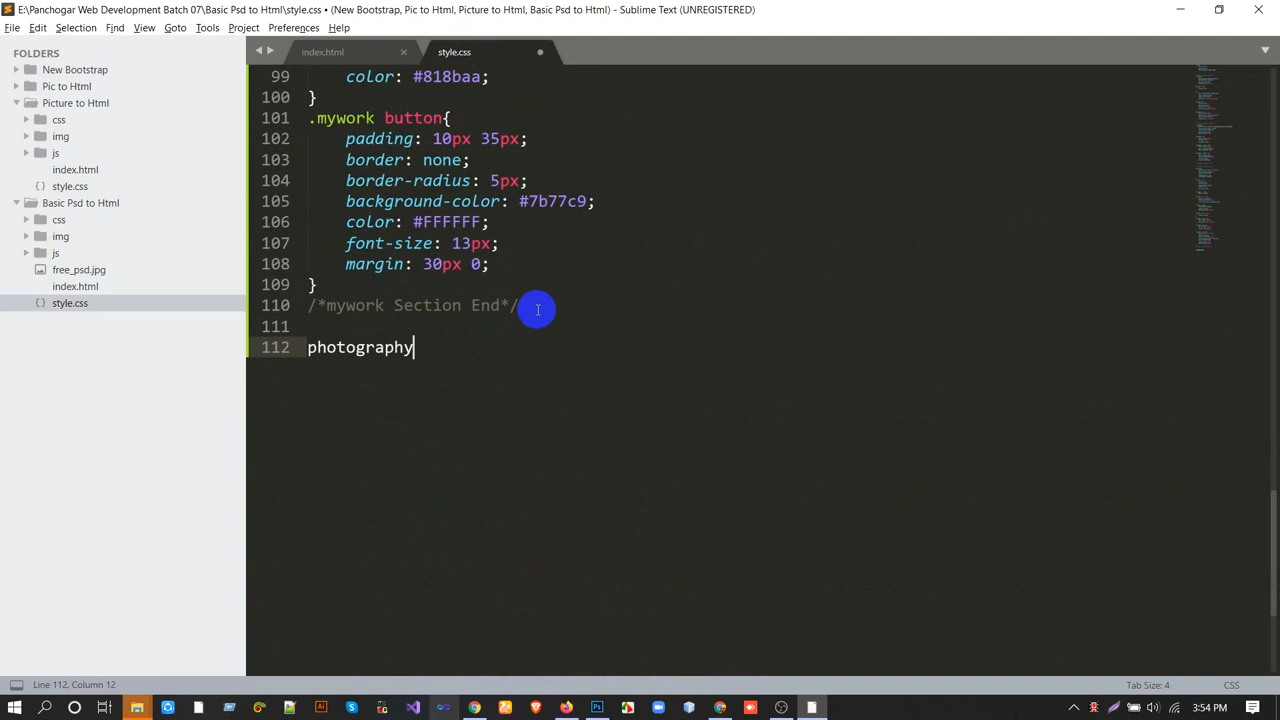 E:\Panchogar Web Development Batch 07\Basic Psd to Html\style.css • (New Bootstrap, Pic to Html, Picture to Html, Basic Psd to Html) - Sublime Text (UNREGISTERED)
File Edit Selection Find View Goto Tools Project Preferences Help
FOLDERS
New Bootstrap
Pic to Html
Picture to Html
css
img
js
index.html
style.css
Basic Psd to Html
css
img
js
free_psd.jpg
index.html
style.css
index.html
style.css
99 color: #818baa;
100 }
101 .mywork button{
102 padding: 10px 35px;
103 border: none;
104 border-radius: 5px;
105 background-color: #7b77c9;
106 color: #FFFFFF;
107 font-size: 13px;
108 margin: 30px 0;
109 }
110 /*mywork Section End*/
111
112 photography
Line 112, Column 12
Tab Size: 4
CSS
3:54 PM